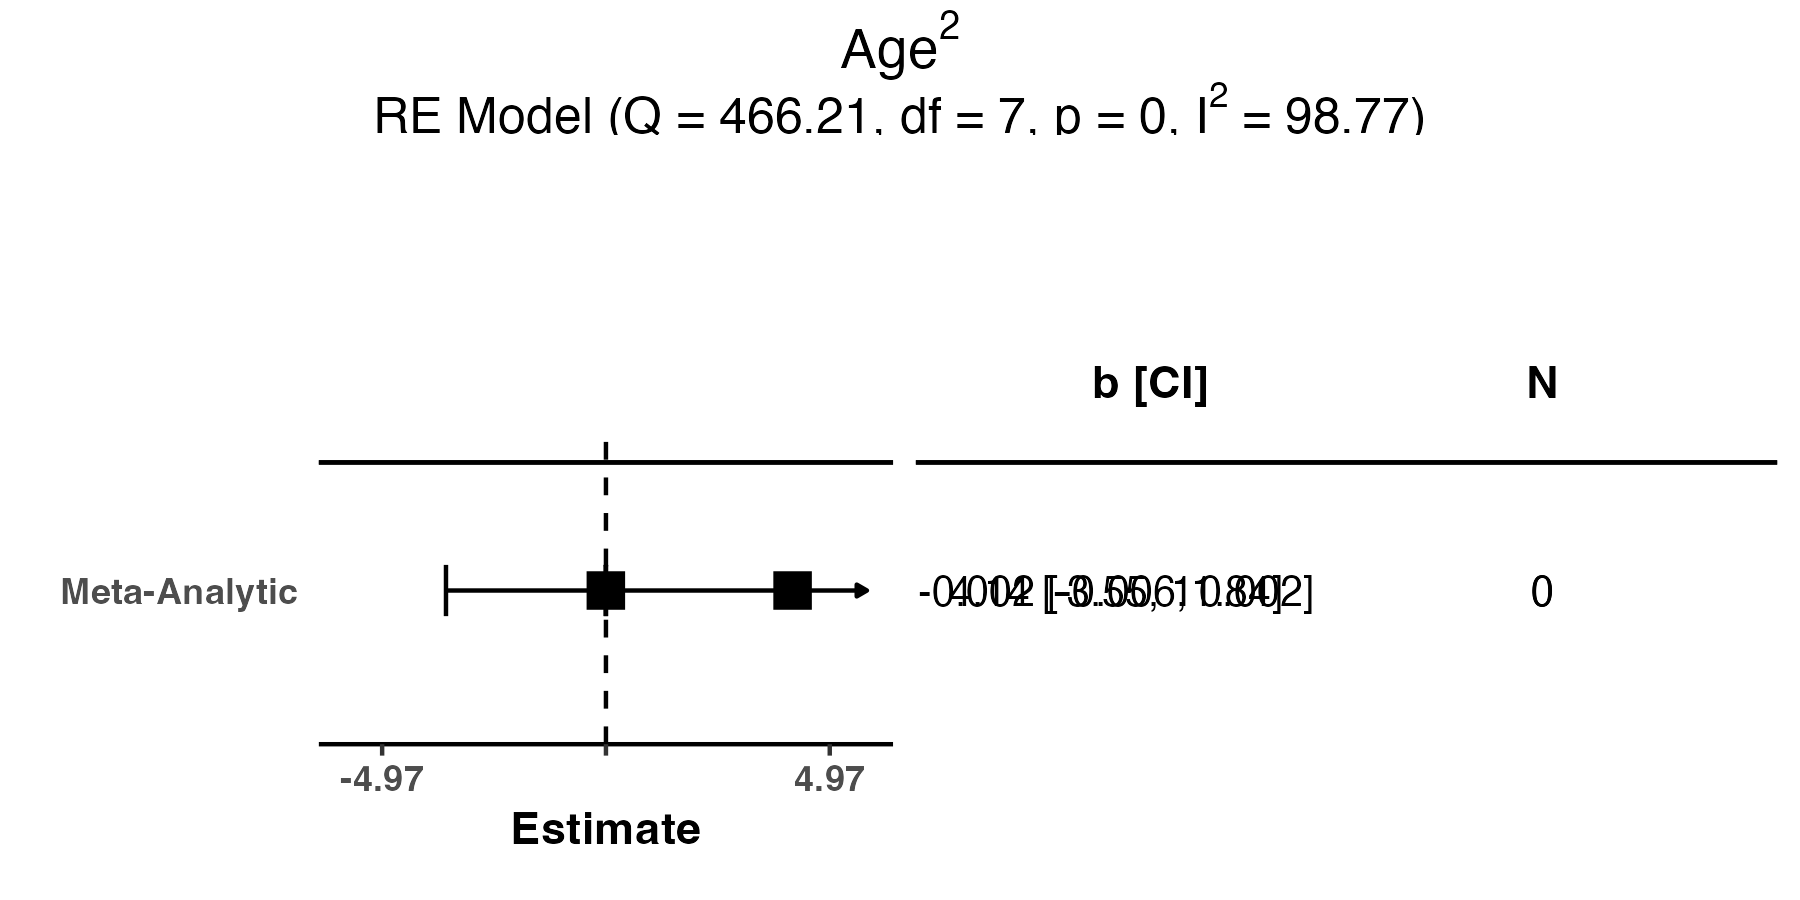 Age²
RE Model (Q = 466.21, df = 7, p = 0, I² = 98.77)
b [CI] N
Meta-Analytic 0
-4.97 4.97
Estimate